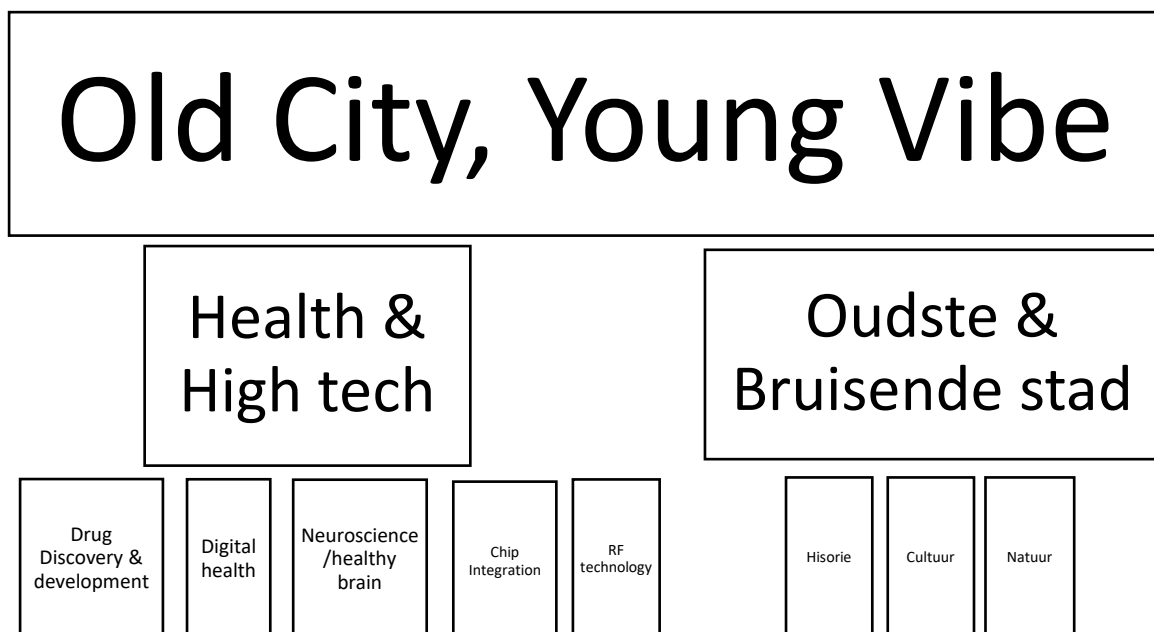 Old City, Young Vibe
Health &
High tech
Oudste &
Bruisende stad
Drug
Discovery &
development
Digital
health
Neuroscience
/healthy
brain
Chip
Integration
RF
technology
Hisorie
Cultuur
Natuur